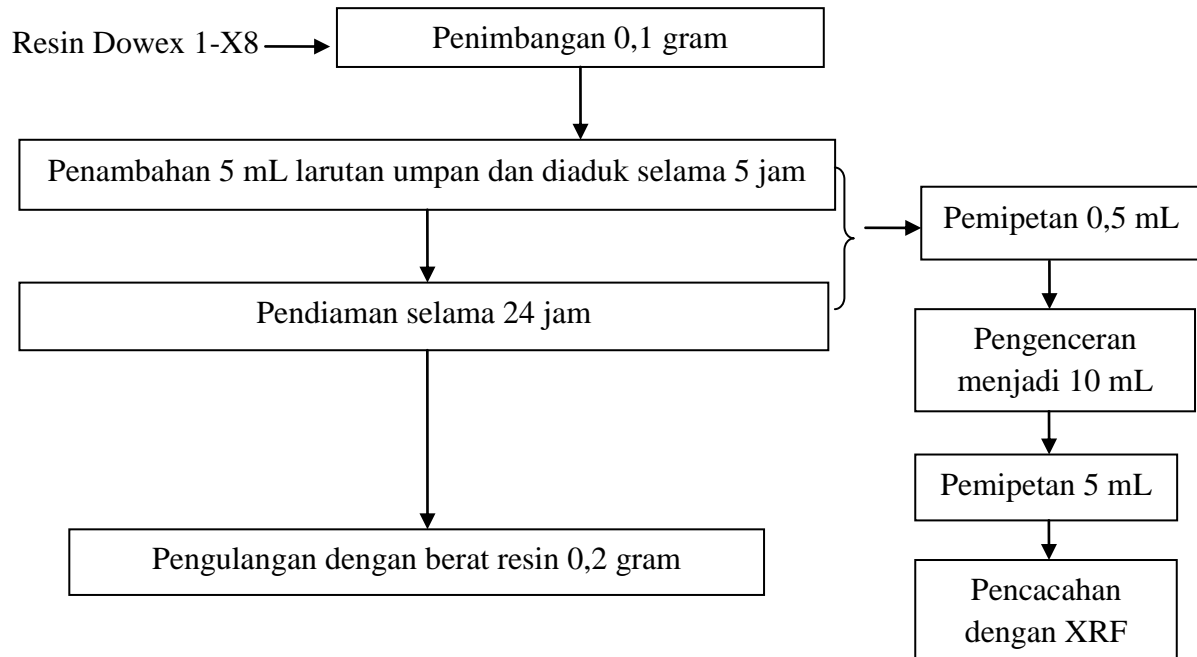 Resin Dowex 1-X8
Penimbangan 0,1 gram
Penambahan 5 mL larutan umpan dan diaduk selama 5 jam
Pendiaman selama 24 jam
Pengulangan dengan berat resin 0,2 gram
Pemipetan 0,5 mL
Pengenceran
menjadi 10 mL
Pemipetan 5 mL
Pencacahan
dengan XRF